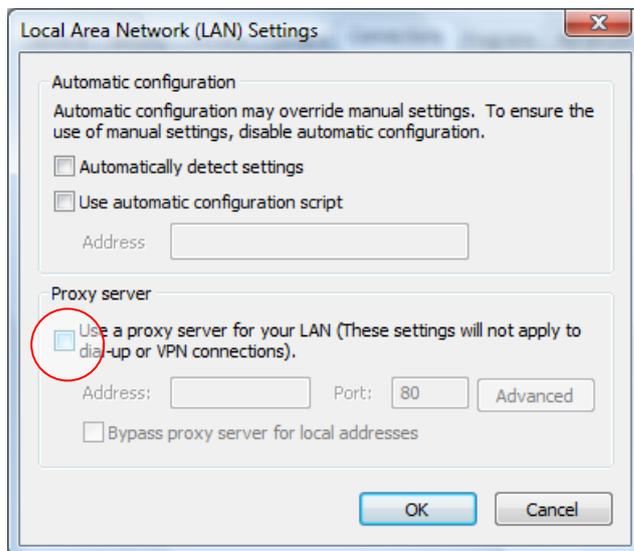 Local Area Network (LAN) Settings
Automatic configuration
Automatic configuration may override manual settings. To ensure the
use of manual settings, disable automatic configuration.
Automatically detect settings
Use automatic configuration script
Address
Proxy server
Use a proxy server for your LAN (These settings will not apply to
dial-up or VPN connections).
Address: Port: 80 Advanced
Bypass proxy server for local addresses
OK Cancel